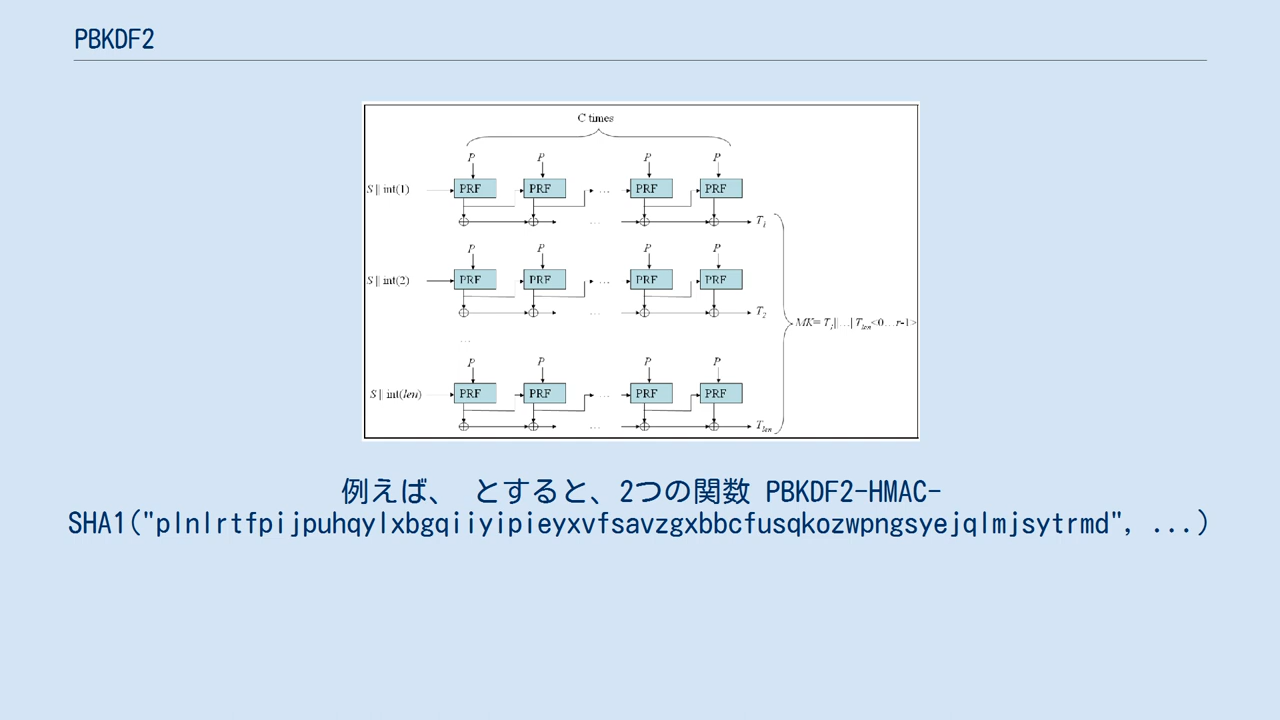 PBKDF2
C times
P P P P
S || int(1) PRF PRF ... PRF PRF
... T1
P P P P
S || int(2) PRF PRF ... PRF PRF
... T2
MK= T1||...| Tlen<0...r-1>
...
P P P P
S || int(len) PRF PRF ... PRF PRF
... Tlen
例えば、 とすると、2つの関数 PBKDF2-HMAC-
SHA1("plnlrtfpijpuhqylxbgqiiyipieyxvfsavzgxbbcfusqkozwpngsyejqlmjsytrmd", ...)